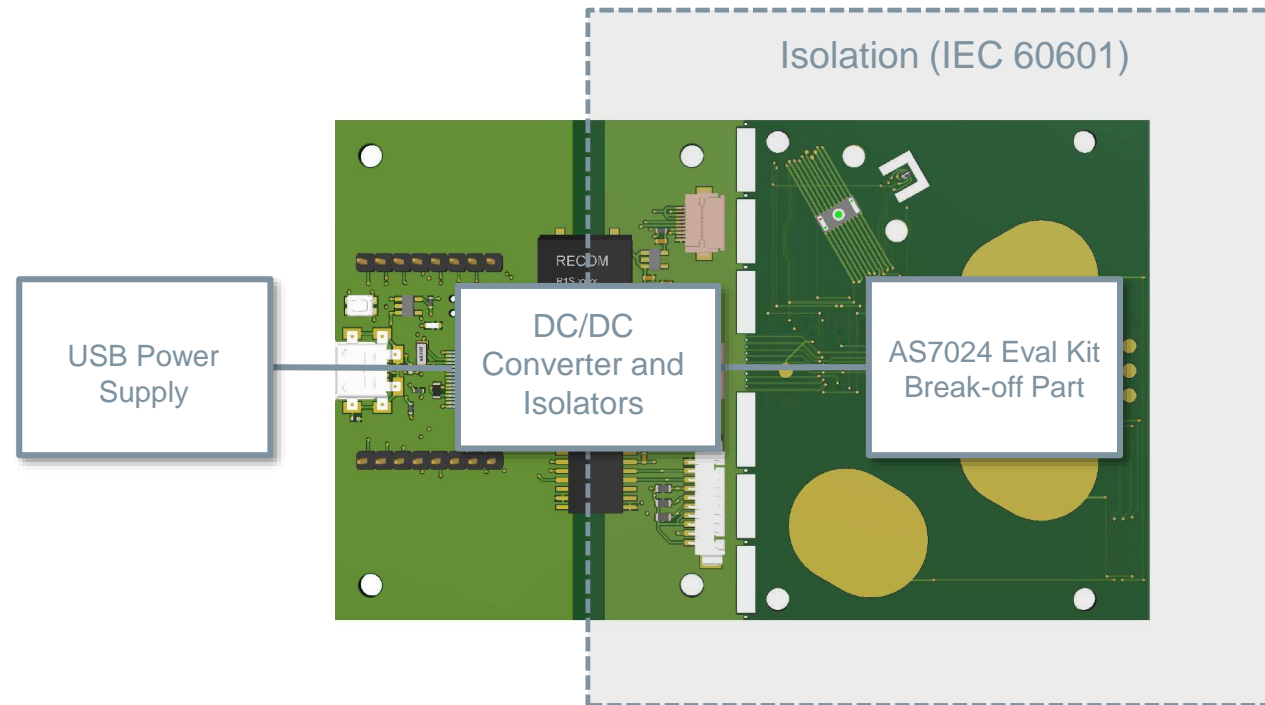 Isolation (IEC 60601)
RECOM
USB Power
Supply
DC/DC
Converter and
Isolators
AS7024 Eval Kit
Break-off Part